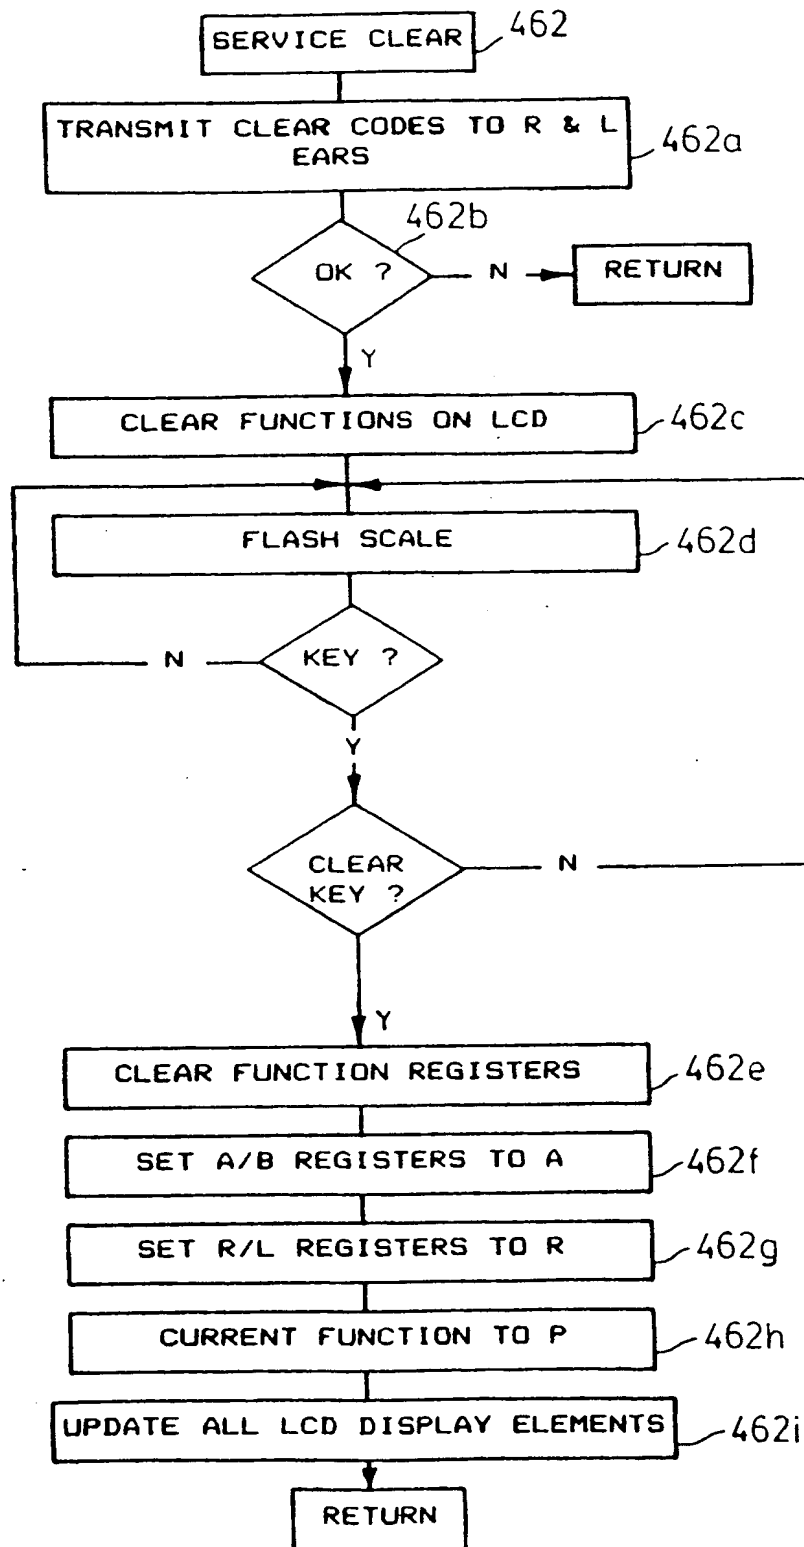 SERVICE CLEAR 462
TRANSMIT CLEAR CODES TO R & L
EARS 462a
462b
OK ? N RETURN
Y
CLEAR FUNCTIONS ON LCD 462c
FLASH SCALE 462d
N KEY ?
Y
CLEAR
KEY ? N
Y
CLEAR FUNCTION REGISTERS 462e
SET A/B REGISTERS TO A 462f
SET R/L REGISTERS TO R 462g
CURRENT FUNCTION TO P 462h
UPDATE ALL LCD DISPLAY ELEMENTS 462i
RETURN